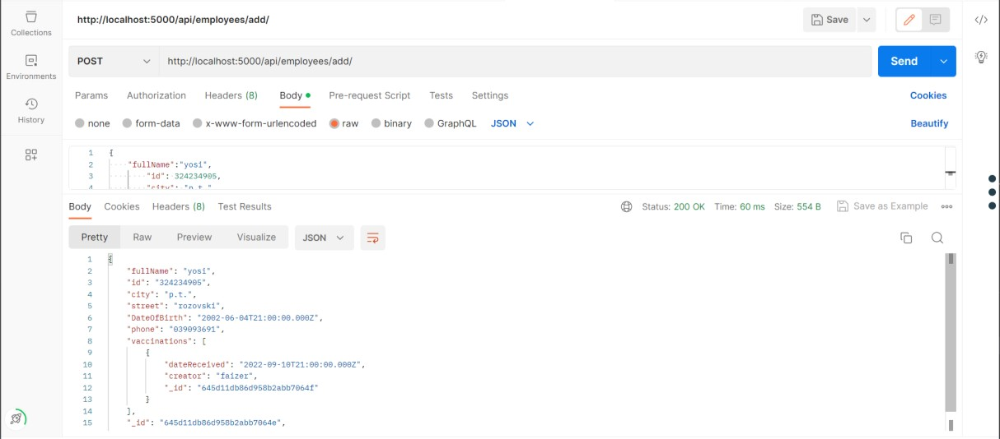 http://localhost:5000/api/employees/add/
Save
Collections
POST
http://localhost:5000/api/employees/add/
Send
Environments
Params Authorization Headers (8) Body Pre-request Script Tests Settings Cookies
History
none form-data x-www-form-urlencoded raw binary GraphQL JSON Beautify
1 {
2 "fullName":"yosi",
3 "id": 324234905,
4 "city": "p.t."
Body Cookies Headers (8) Test Results Status: 200 OK Time: 60 ms Size: 554 B Save as Example
Pretty Raw Preview Visualize JSON
1 {
2 "fullName": "yosi",
3 "id": "324234905",
4 "city": "p.t.",
5 "street": "rozovski",
6 "DateOfBirth": "2002-06-04T21:00:00.000Z",
7 "phone": "039093691",
8 "vaccinations": [
9 {
10 "dateReceived": "2022-09-10T21:00:00.000Z",
11 "creator": "faizer",
12 "_id": "645d11db86d958b2abb7064f"
13 }
14 ],
15 "_id": "645d11db86d958b2abb7064e",